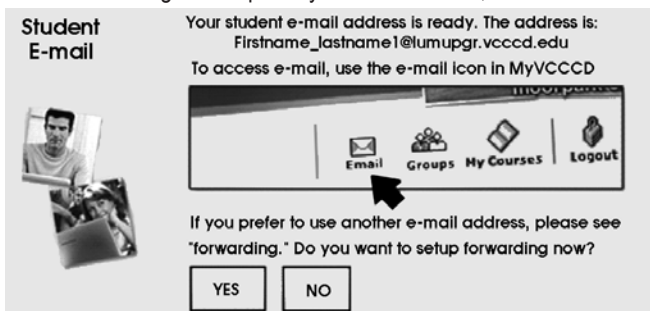 Student
E-mail
Your student e-mail address is ready. The address is:
Firstname_lastname1@lumupgr.vcccd.edu
To access e-mail, use the e-mail icon in MyVCCCD
Email
Groups
My Courses
Logout
If you prefer to use another e-mail address, please see
"forwarding." Do you want to setup forwarding now?
YES
NO